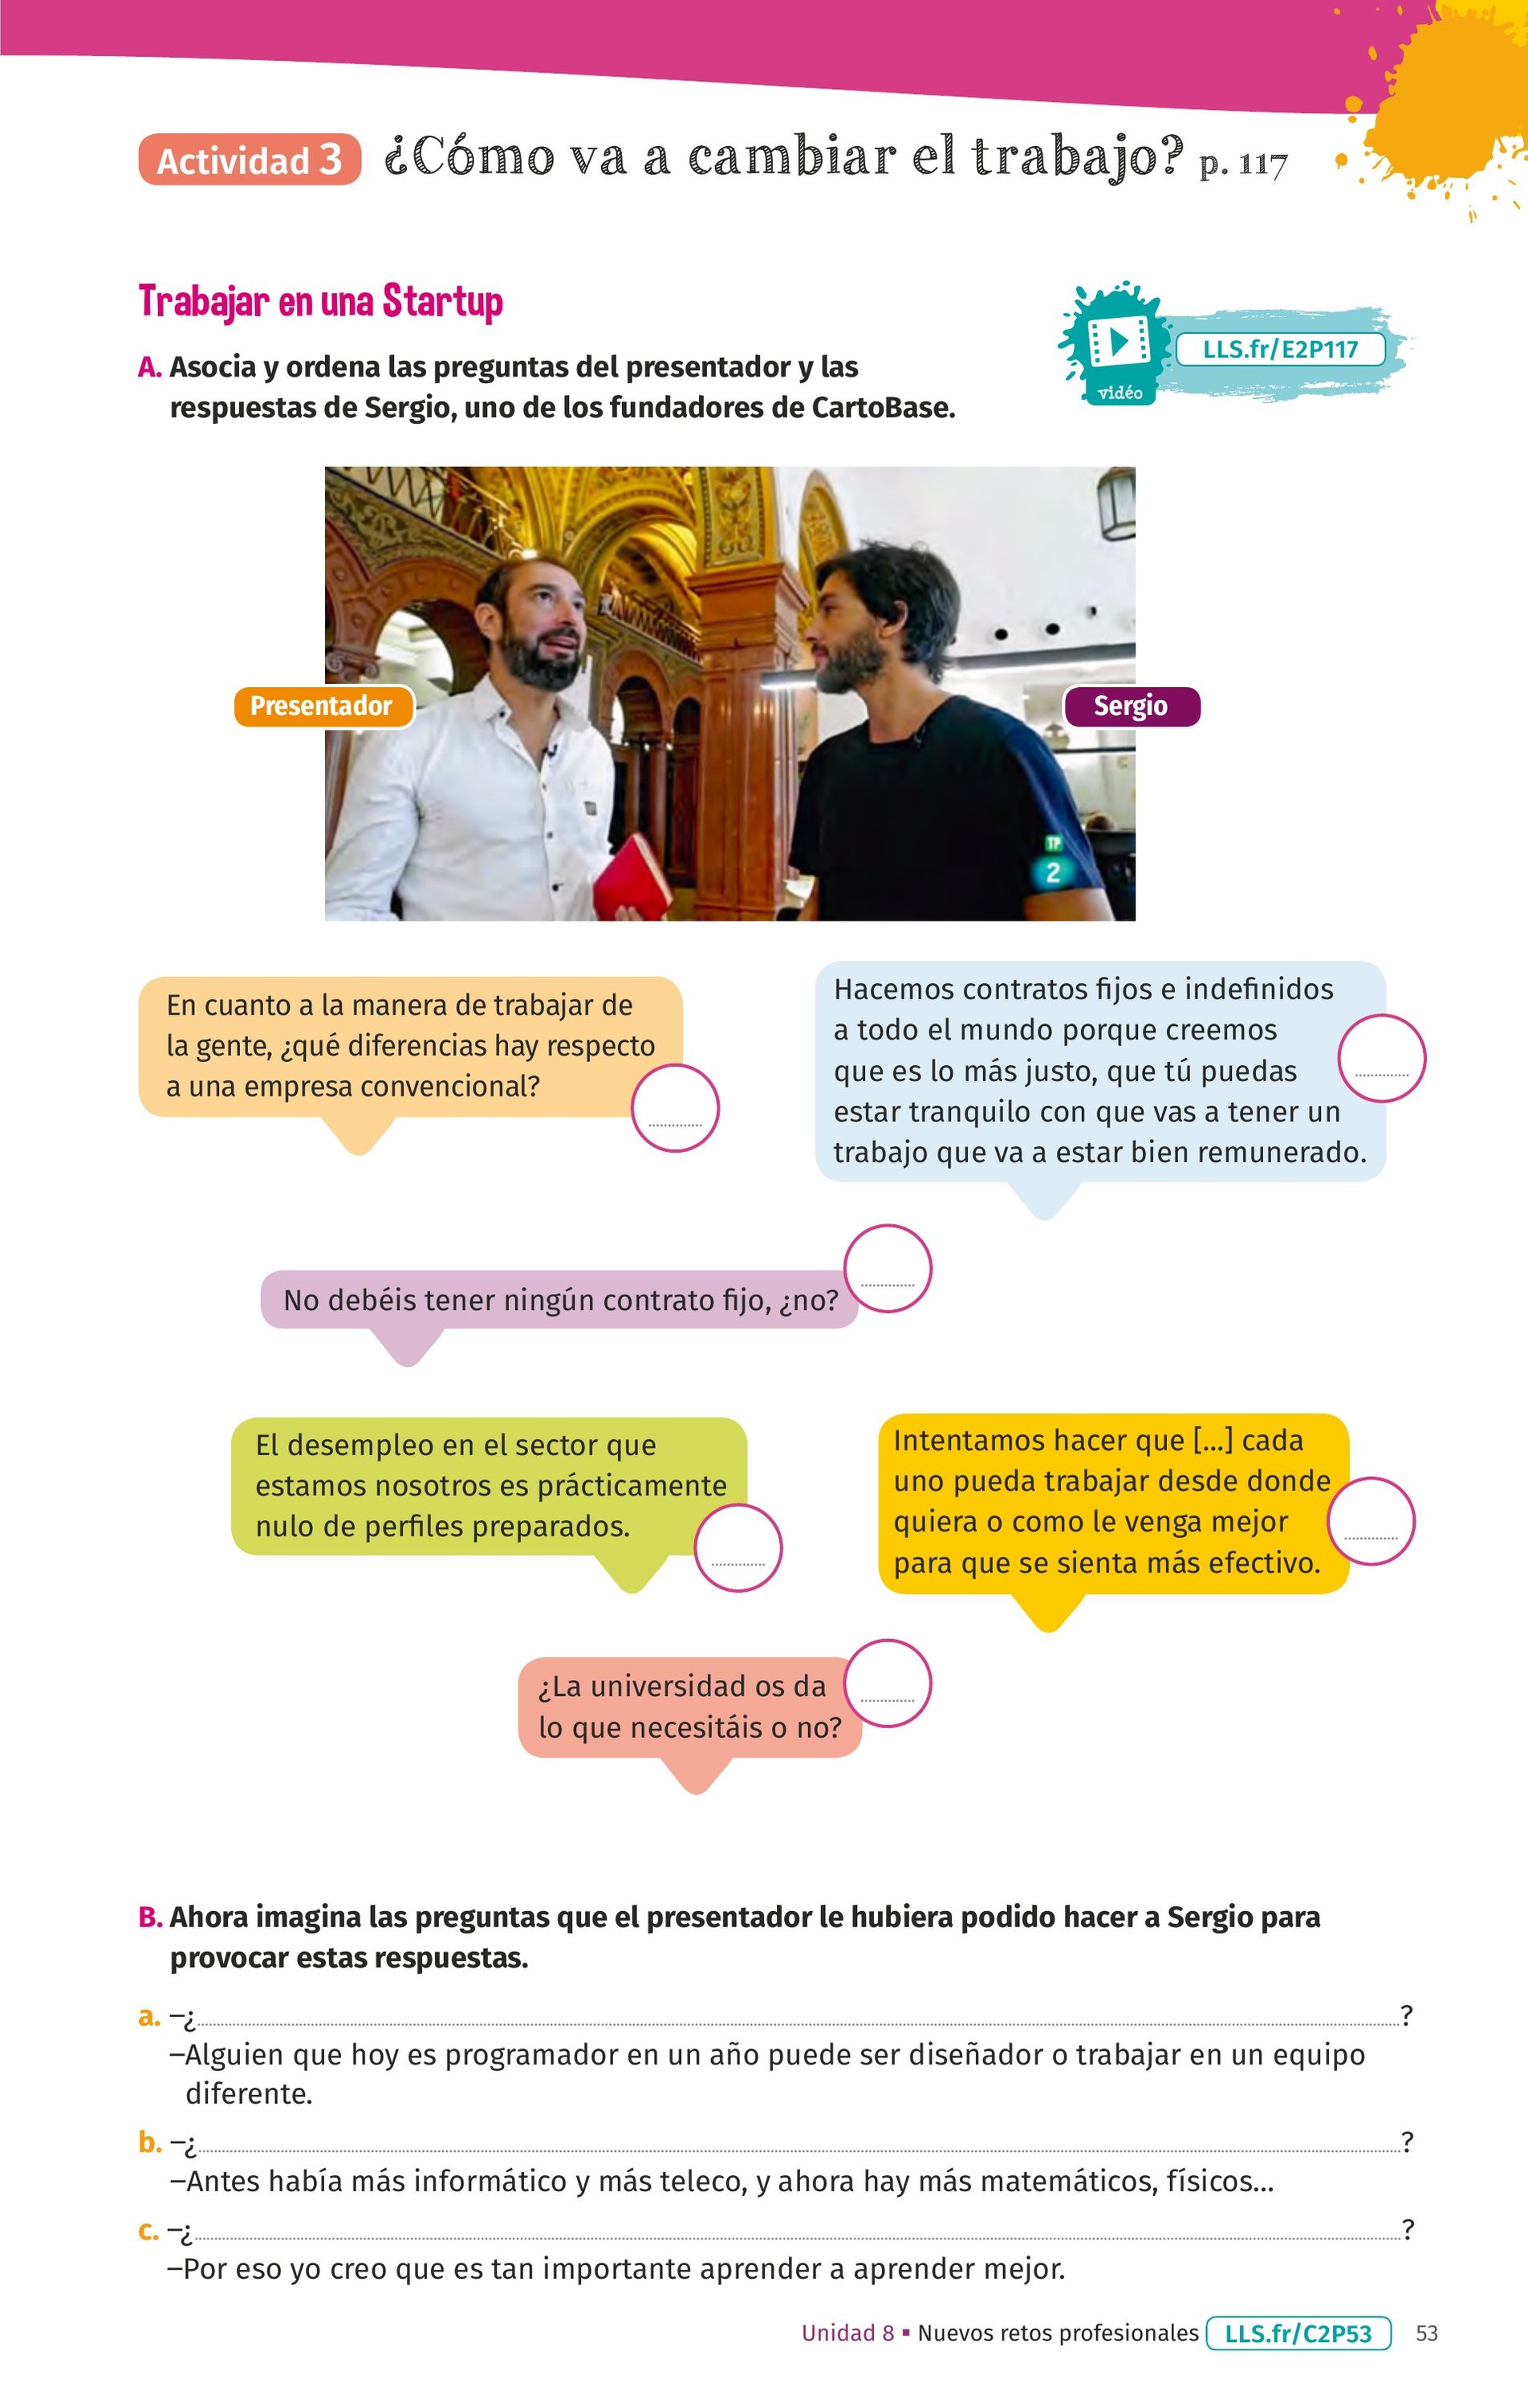 Actividad 3 ¿Cómo va a cambiar el trabajo? p. 117
Trabajar en una Startup
A. Asocia y ordena las preguntas del presentador y las
respuestas de Sergio, uno de los fundadores de CartoBase.
vidéo
LLS.fr/E2P117
Presentador
Sergio
TP
2
En cuanto a la manera de trabajar de
la gente, ¿qué diferencias hay respecto
a una empresa convencional?
..............
Hacemos contratos fijos e indefinidos
a todo el mundo porque creemos
que es lo más justo, que tú puedas
estar tranquilo con que vas a tener un
trabajo que va a estar bien remunerado.
..............
No debéis tener ningún contrato fijo, ¿no?
..............
El desempleo en el sector que
estamos nosotros es prácticamente
nulo de perfiles preparados.
..............
Intentamos hacer que [...] cada
uno pueda trabajar desde donde
quiera o como le venga mejor
para que se sienta más efectivo.
..............
¿La universidad os da
lo que necesitáis o no?
..............
B. Ahora imagina las preguntas que el presentador le hubiera podido hacer a Sergio para
provocar estas respuestas.
a. –¿..............?
–Alguien que hoy es programador en un año puede ser diseñador o trabajar en un equipo
diferente.
b. –¿..............?
–Antes había más informático y más teleco, y ahora hay más matemáticos, físicos...
c. –¿..............?
–Por eso yo creo que es tan importante aprender a aprender mejor.
Unidad 8 ▪ Nuevos retos profesionales LLS.fr/C2P53 53